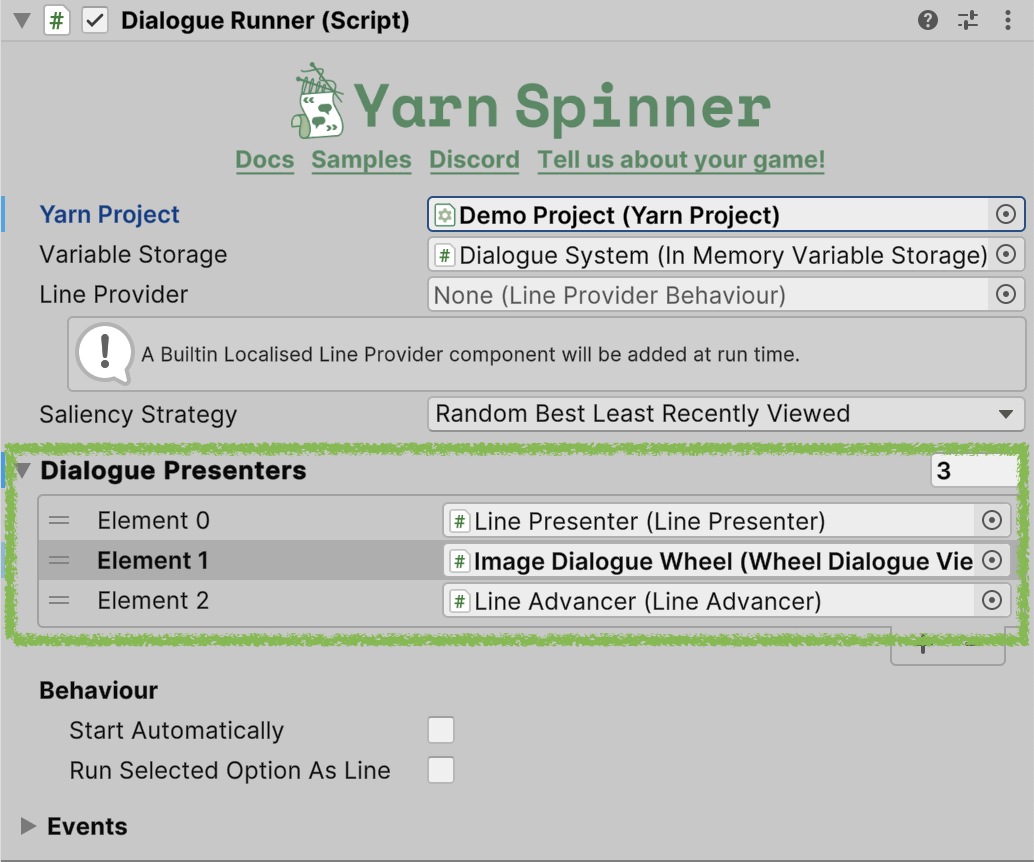 Dialogue Runner (Script)
Yarn Spinner
Docs Samples Discord Tell us about your game!
Yarn Project Demo Project (Yarn Project)
Variable Storage # Dialogue System (In Memory Variable Storage)
Line Provider None (Line Provider Behaviour)
! A Builtin Localised Line Provider component will be added at run time.
Saliency Strategy Random Best Least Recently Viewed
Dialogue Presenters 3
Element 0 # Line Presenter (Line Presenter)
Element 1 # Image Dialogue Wheel (Wheel Dialogue Vie
Element 2 # Line Advancer (Line Advancer)
Behaviour
Start Automatically
Run Selected Option As Line
Events